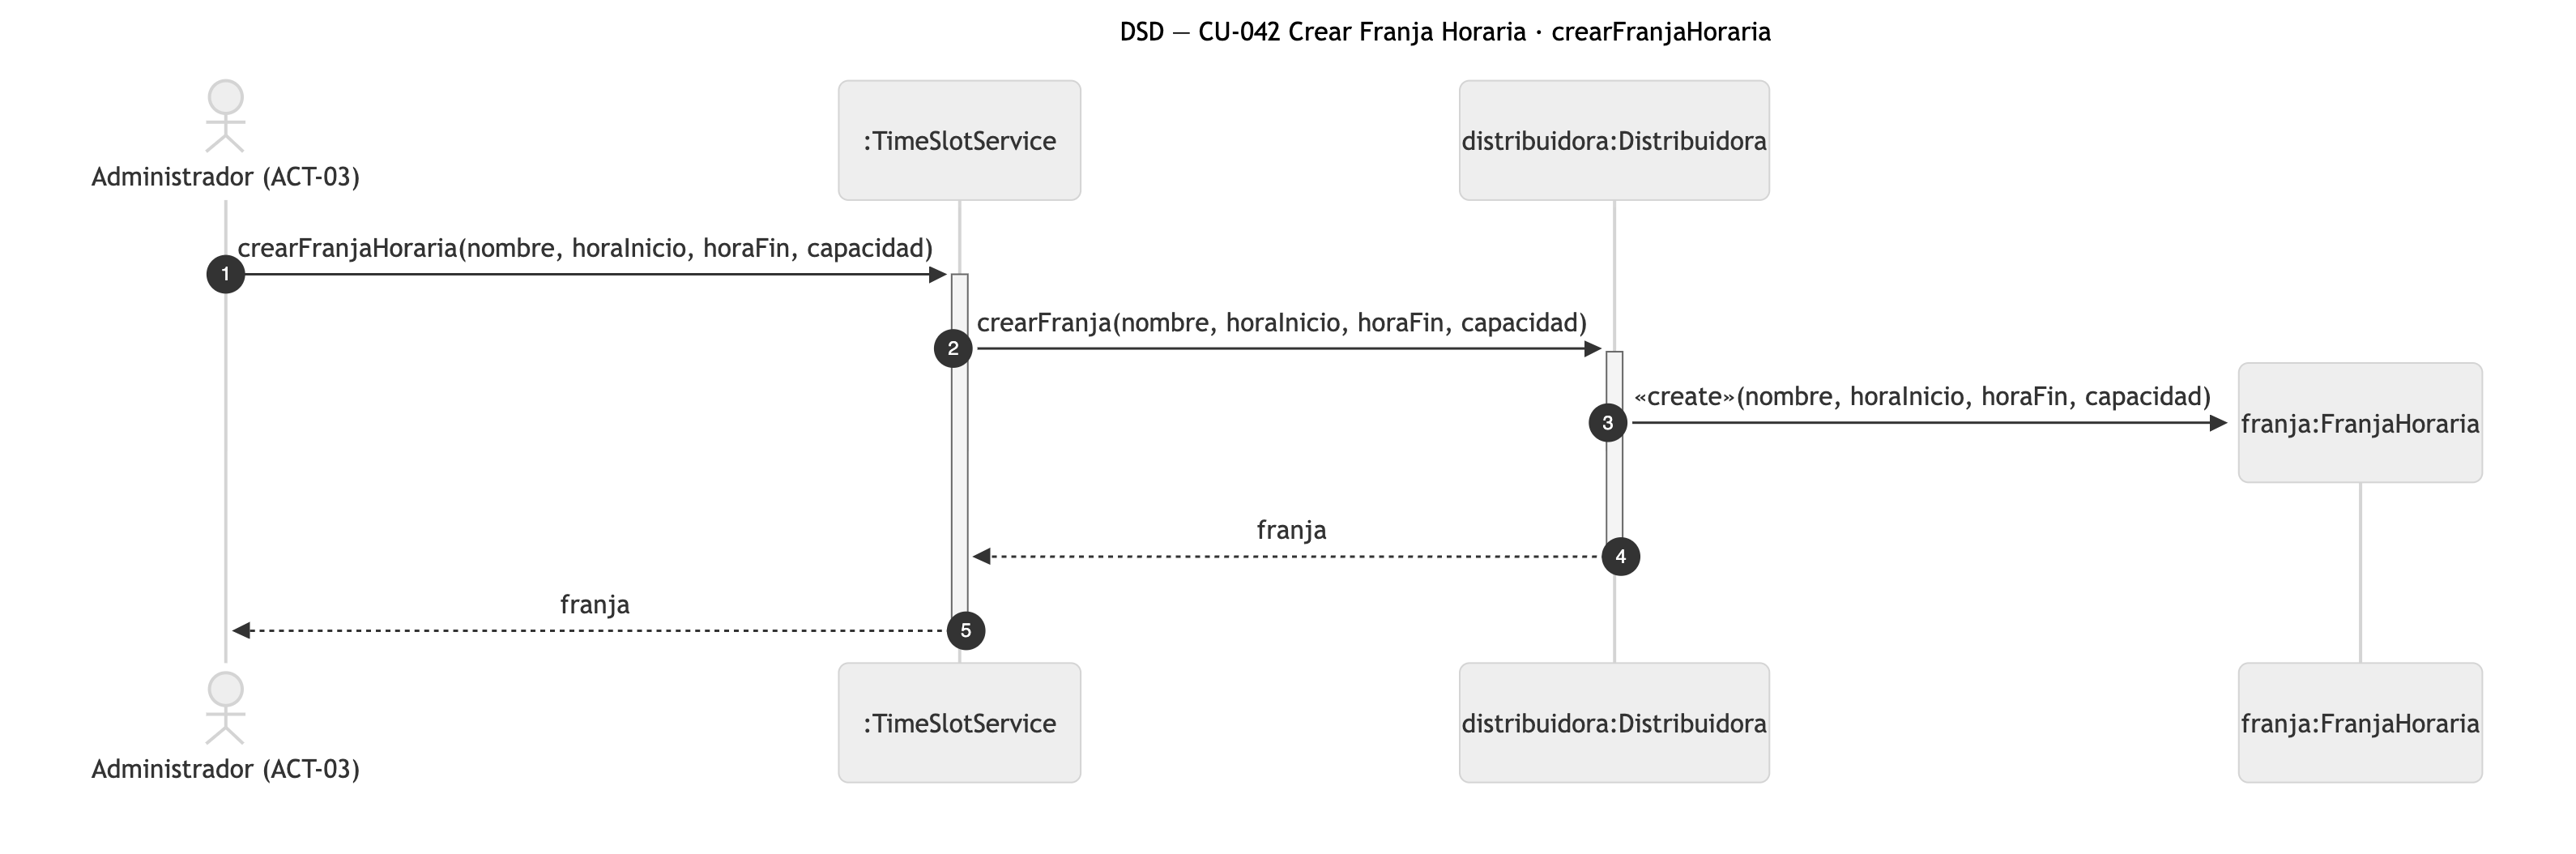 DSD — CU-042 Crear Franja Horaria · crearFranjaHoraria
Administrador (ACT-03)
:TimeSlotService
distribuidora:Distribuidora
crearFranjaHoraria(nombre, horaInicio, horaFin, capacidad)
1
crearFranja(nombre, horaInicio, horaFin, capacidad)
2
«create»(nombre, horaInicio, horaFin, capacidad)
3
franja:FranjaHoraria
franja
4
franja
5
Administrador (ACT-03)
:TimeSlotService
distribuidora:Distribuidora
franja:FranjaHoraria